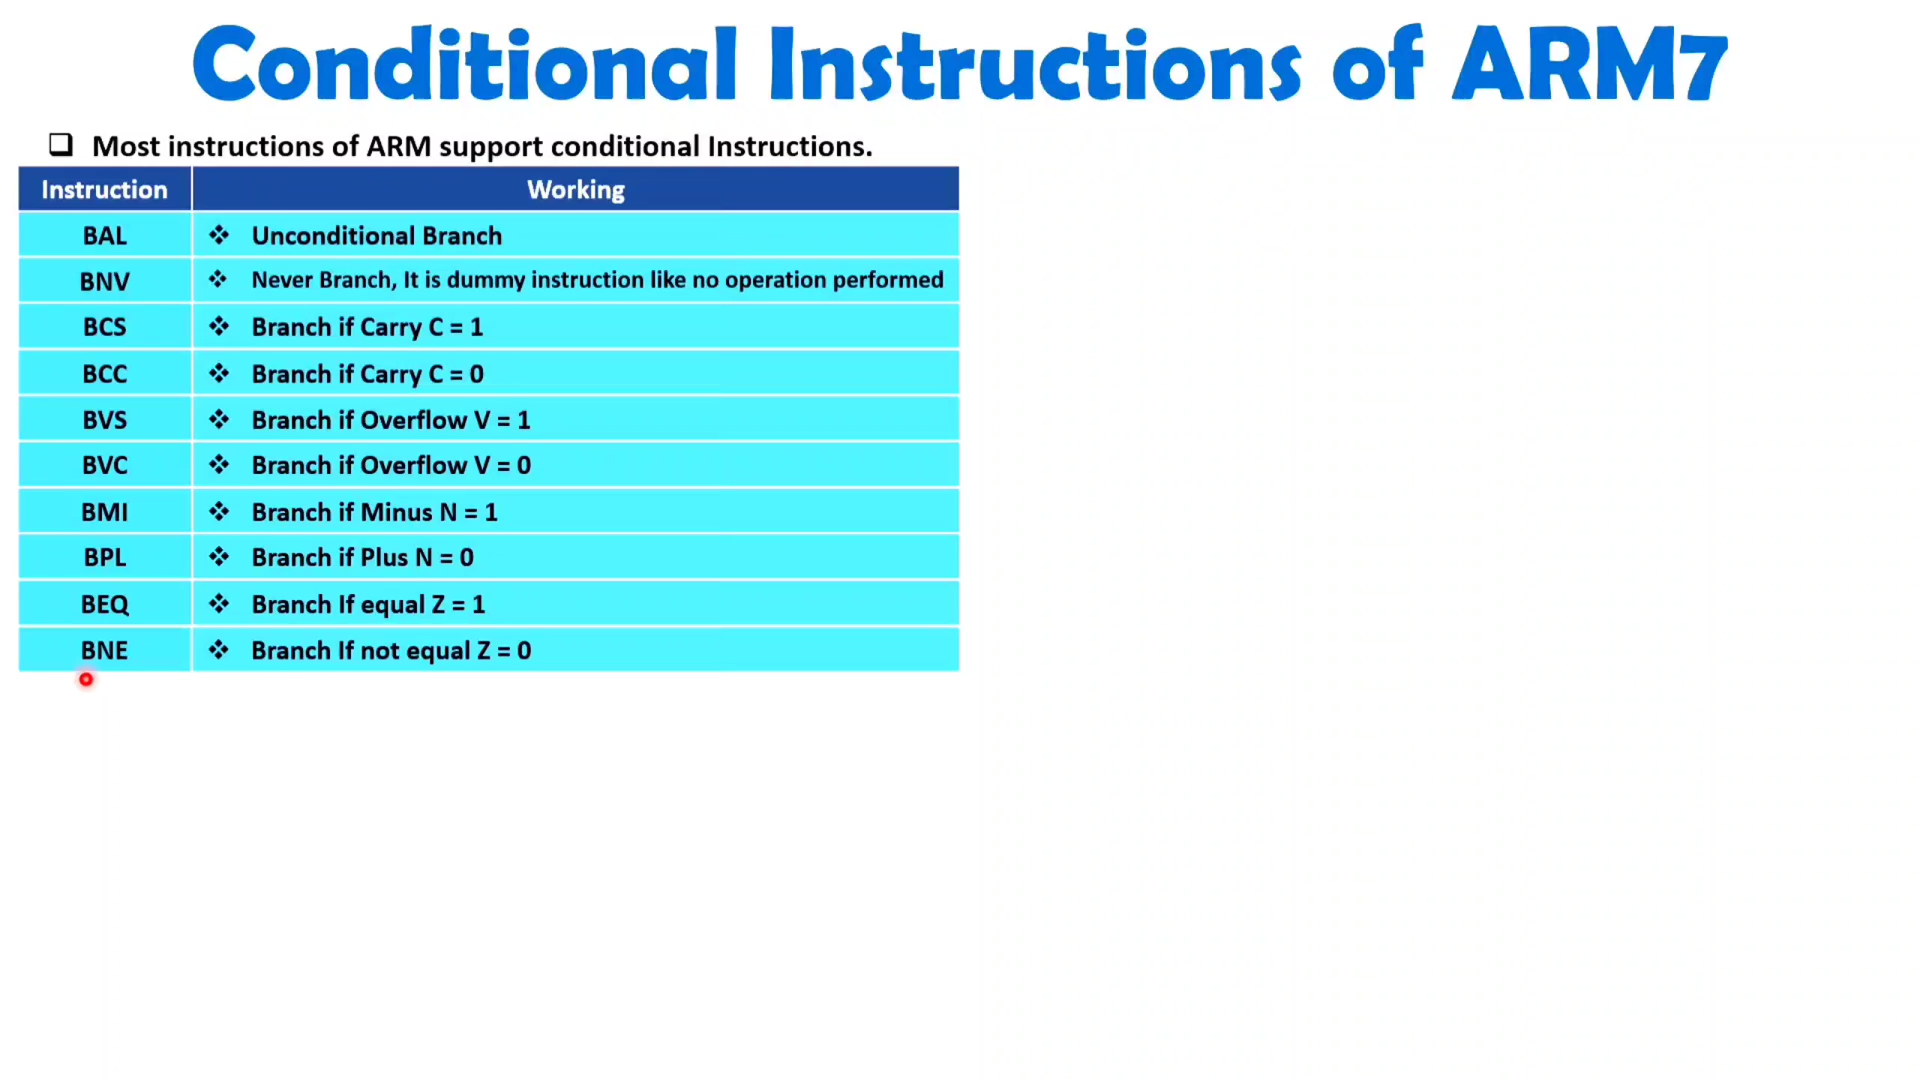 Conditional Instructions of ARM7
Most instructions of ARM support conditional Instructions.
Instruction Working
BAL Unconditional Branch
BNV Never Branch, It is dummy instruction like no operation performed
BCS Branch if Carry C = 1
BCC Branch if Carry C = 0
BVS Branch if Overflow V = 1
BVC Branch if Overflow V = 0
BMI Branch if Minus N = 1
BPL Branch if Plus N = 0
BEQ Branch If equal Z = 1
BNE Branch If not equal Z = 0